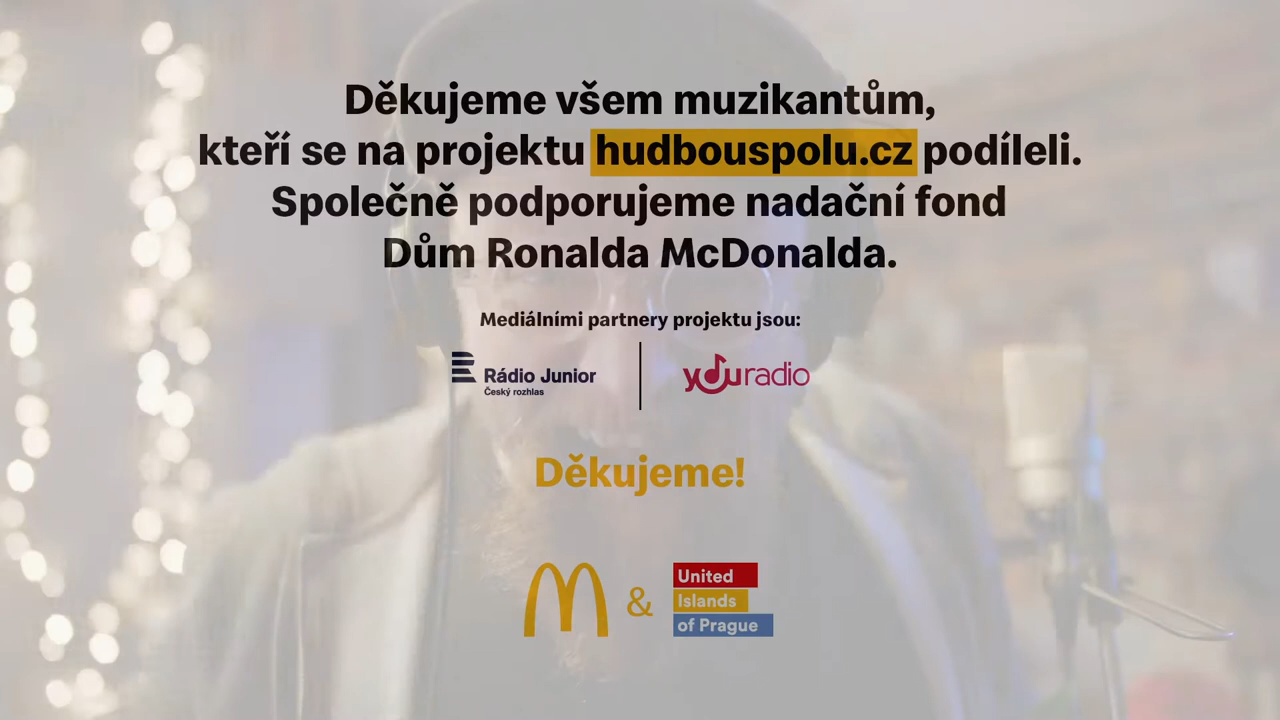 Děkujeme všem muzikantům,
kteří se na projektu hudbouspolu.cz podíleli.
Společně podporujeme nadační fond
Dům Ronalda McDonalda.
Mediálními partnery projektu jsou:
Rádio Junior
Český rozhlas
youradio
Děkujeme!
&
United
Islands
of Prague